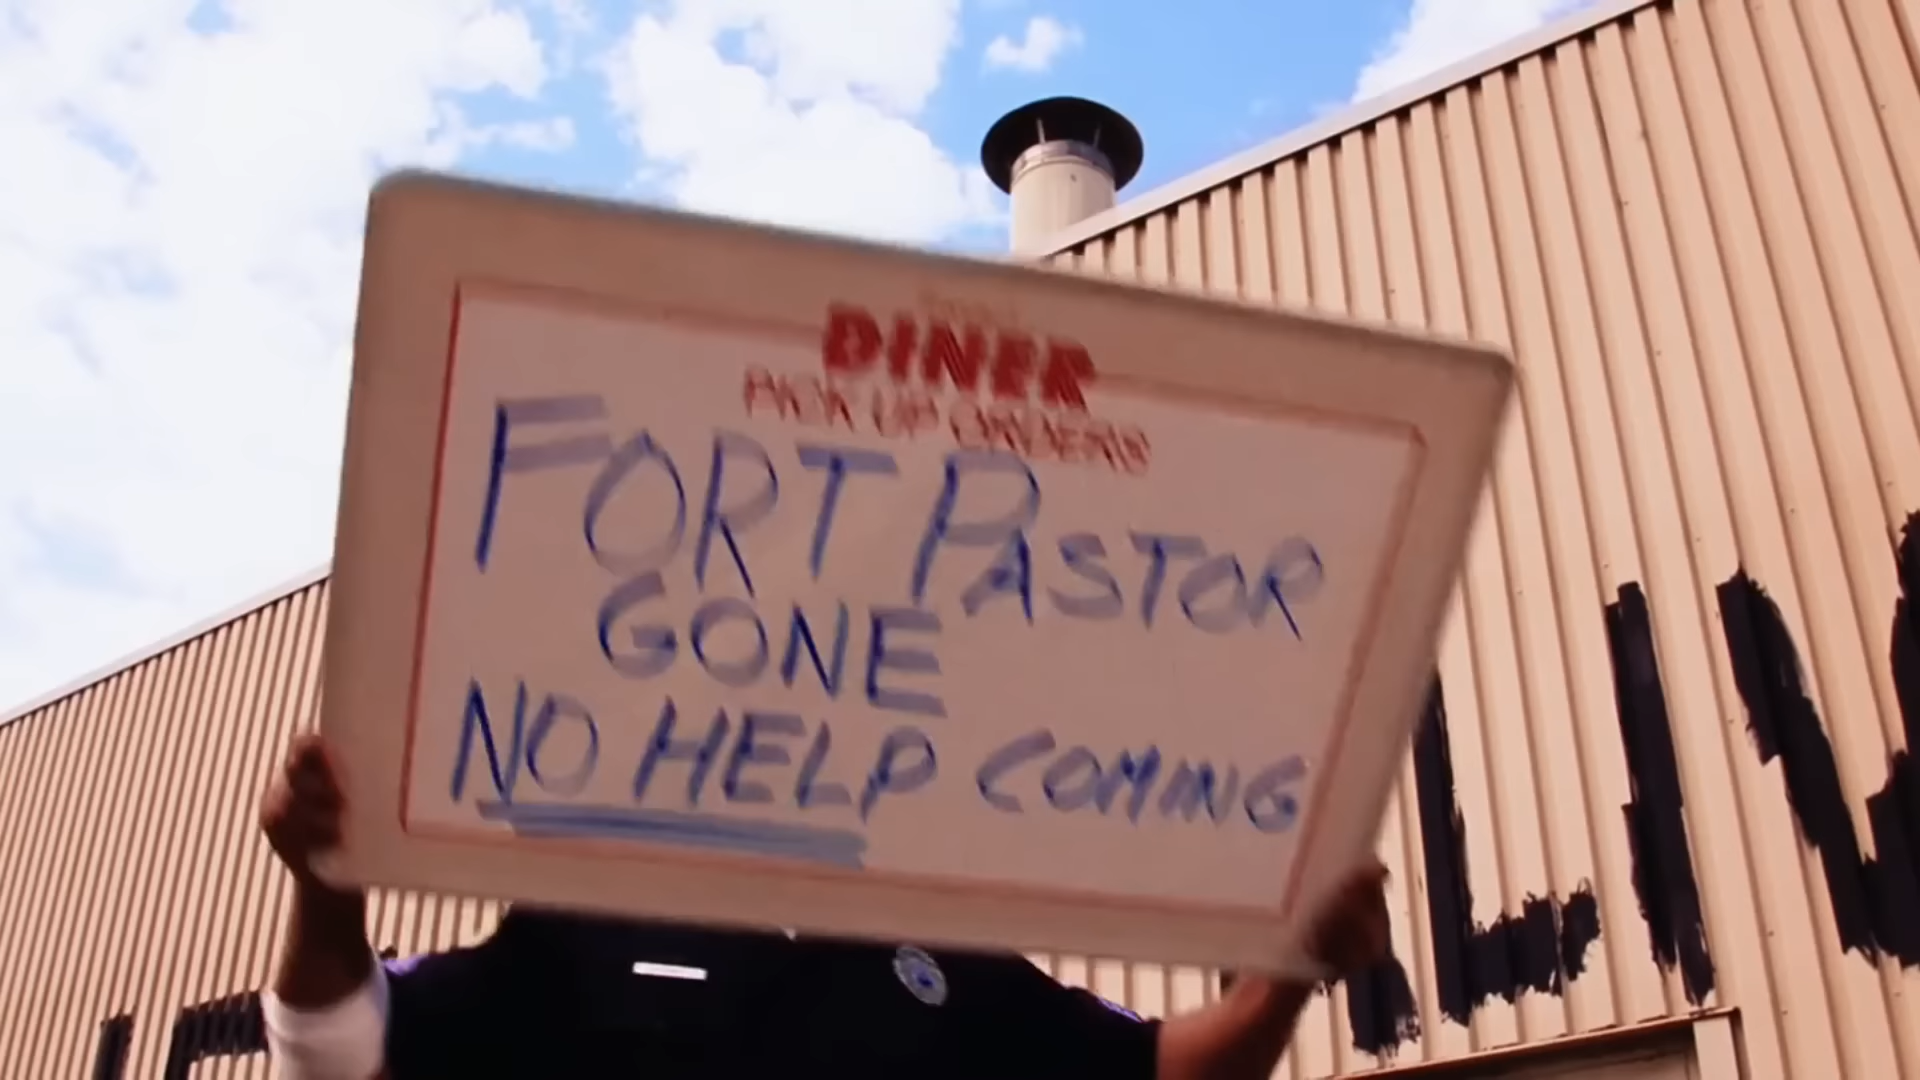 DINER
PICK UP ORDERS
FORT PASTOR
GONE
NO HELP COMING